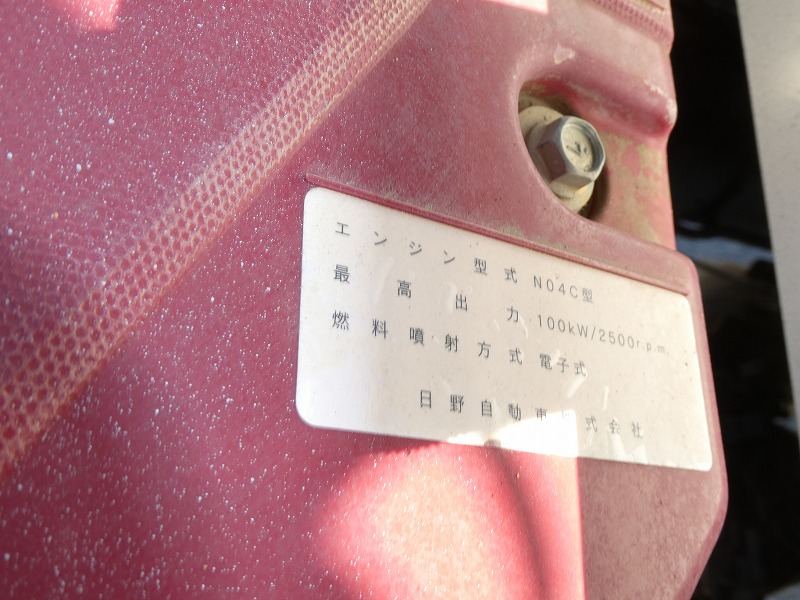 エンジン型式 N04C型
最高出力 100kW/2500r.p.m.
燃料噴射方式 電子式
日野自動車 式会社